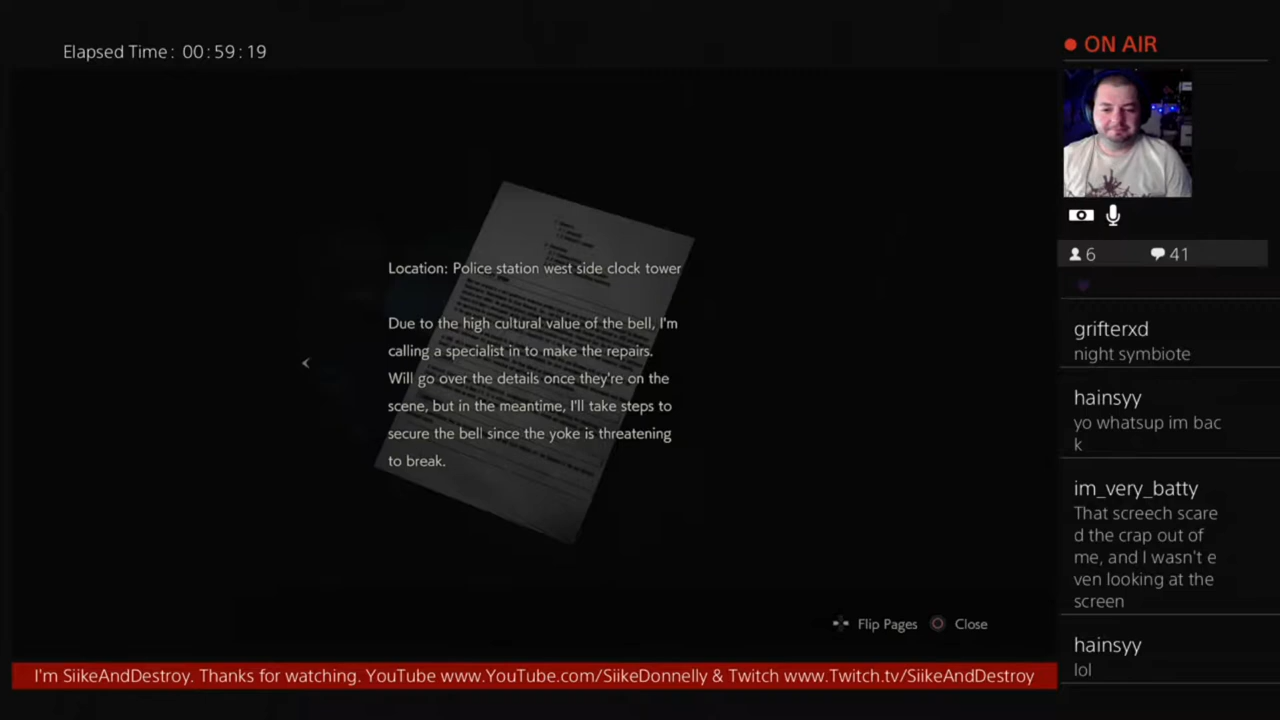 Elapsed Time: 00:59:19
ON AIR
6 41
Location: Police station west side clock tower
Due to the high cultural value of the bell, I'm
calling a specialist in to make the repairs.
Will go over the details once they're on the
scene, but in the meantime, I'll take steps to
secure the bell since the yoke is threatening
to break.
Flip Pages Close
grifterxd
night symbiote
hainsyy
yo whatsup im bac
k
im_very_batty
That screech scare
d the crap out of
me, and I wasn't e
ven looking at the
screen
hainsyy
lol
I'm SiikeAndDestroy. Thanks for watching. YouTube www.YouTube.com/SiikeDonnelly & Twitch www.Twitch.tv/SiikeAndDestroy